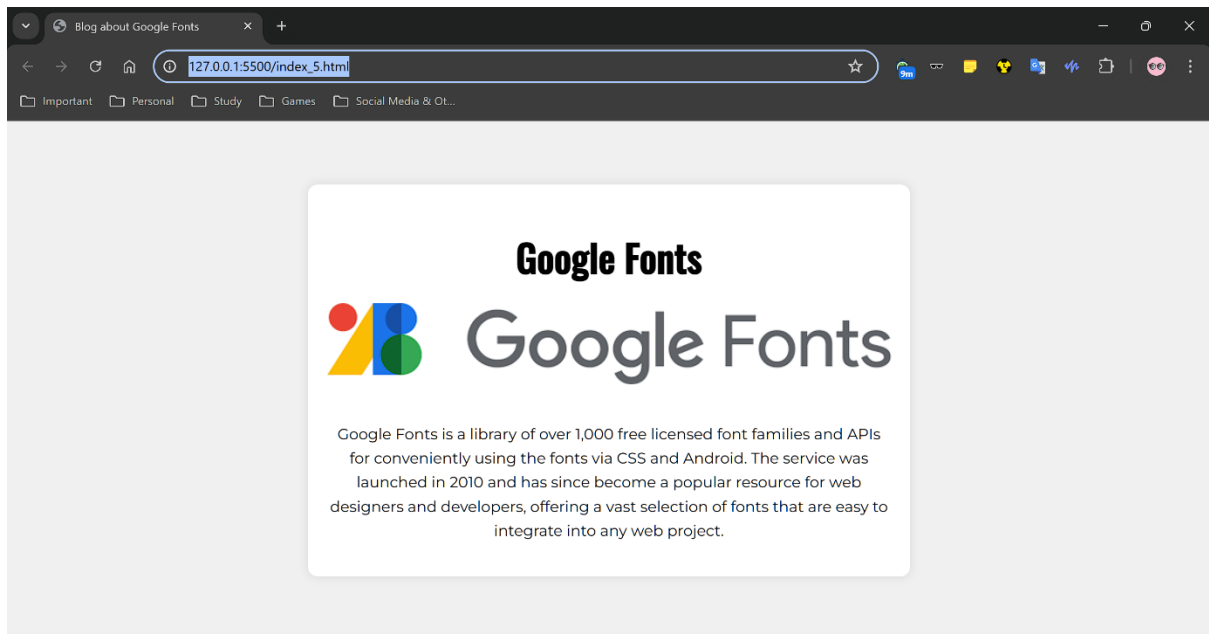 Blog about Google Fonts
127.0.0.1:5500/index_5.html
9m
Important Personal Study Games Social Media & Ot...
Google Fonts
Google Fonts
Google Fonts is a library of over 1,000 free licensed font families and APIs
for conveniently using the fonts via CSS and Android. The service was
launched in 2010 and has since become a popular resource for web
designers and developers, offering a vast selection of fonts that are easy to
integrate into any web project.